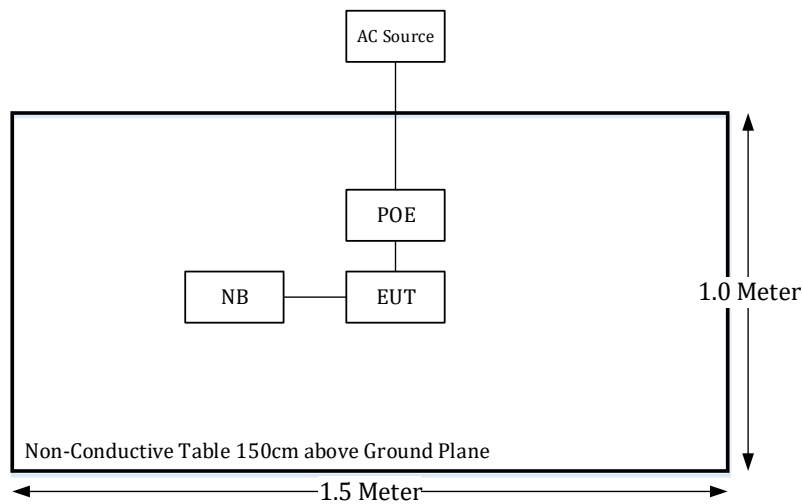 AC Source
POE
NB
EUT
1.0 Meter
Non-Conductive Table 150cm above Ground Plane
1.5 Meter